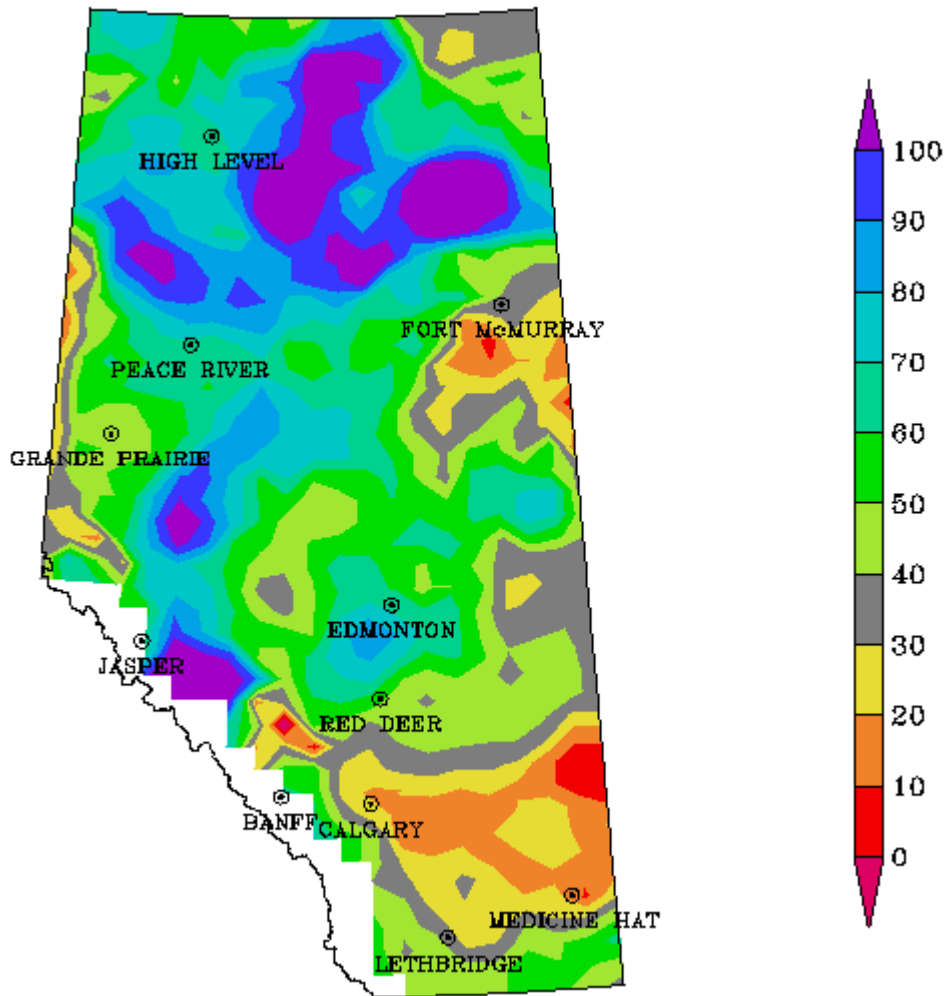 HIGH LEVEL
FORT McMURRAY
PEACE RIVER
GRANDE PRAIRIE
EDMONTON
JASPER
RED DEER
BANFF
CALGARY
MEDICINE HAT
LETHBRIDGE
100
90
80
70
60
50
40
30
20
10
0